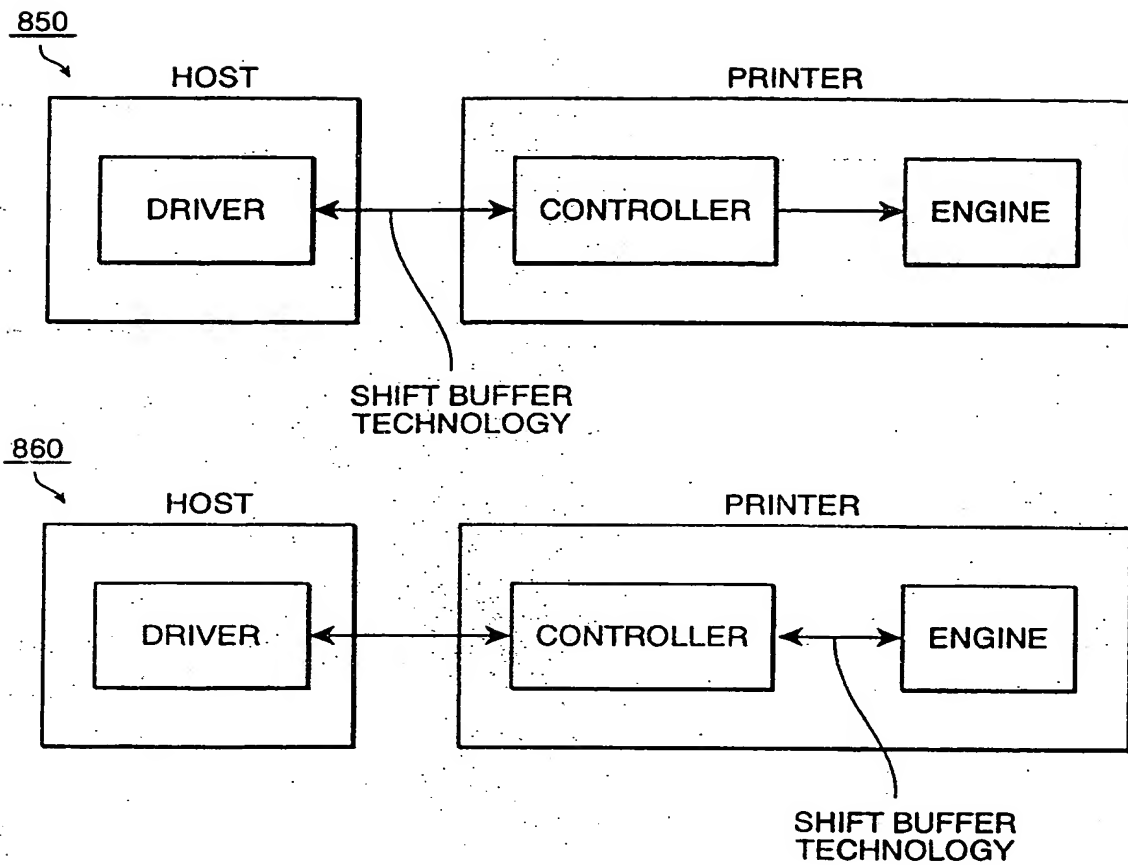 850
HOST
PRINTER
DRIVER
CONTROLLER
ENGINE
SHIFT BUFFER
TECHNOLOGY
860
HOST
PRINTER
DRIVER
CONTROLLER
ENGINE
SHIFT BUFFER
TECHNOLOGY